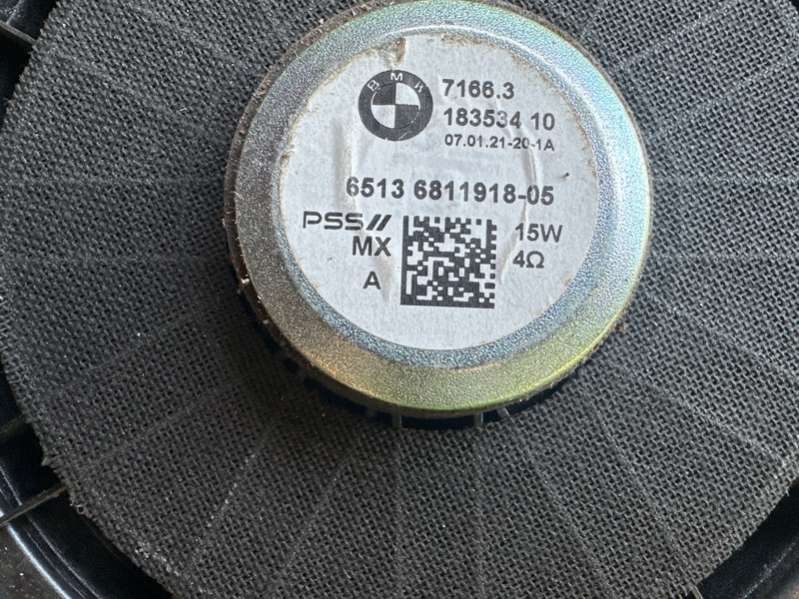 BMW
7166.3
183534 10
07.01.21-20-1A
6513 6811918-05
PSS//
MX
A
15W
4Ω